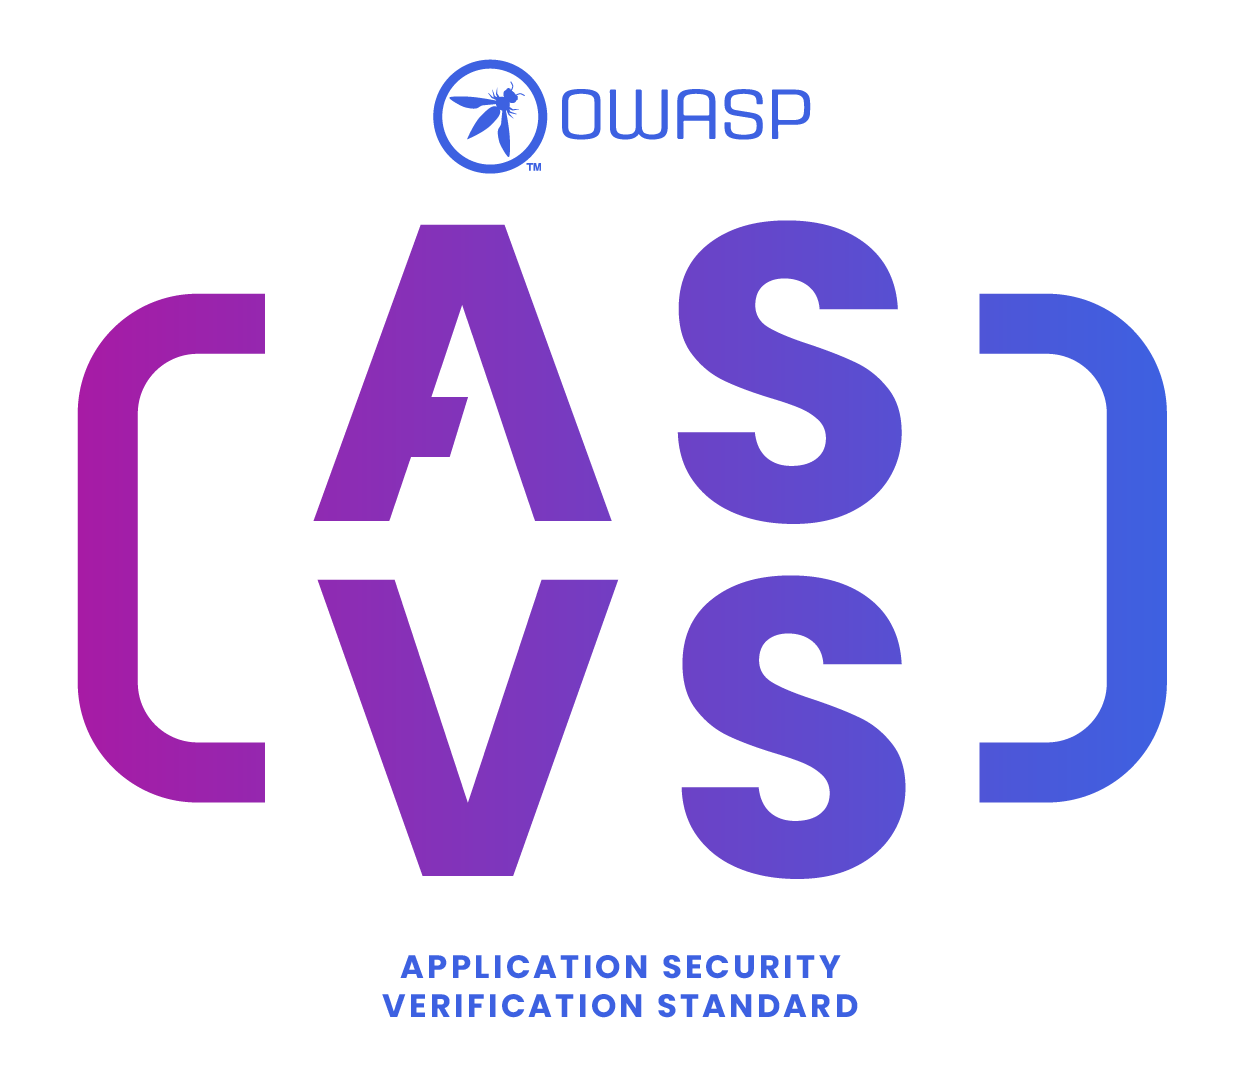 OWASP
TM
AS
VS
APPLICATION SECURITY
VERIFICATION STANDARD